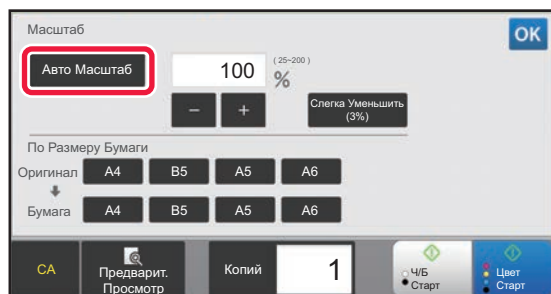 Масштаб
OK
Авто Масштаб
100
(25~200)
%
−
+
Слегка Уменьшить
(3%)
По Размеру Бумаги
Оригинал
A4
B5
A5
A6
Бумага
A4
B5
A5
A6
CA
Предварит.
Просмотр
Копий
1
Ч/Б
Старт
Цвет
Старт